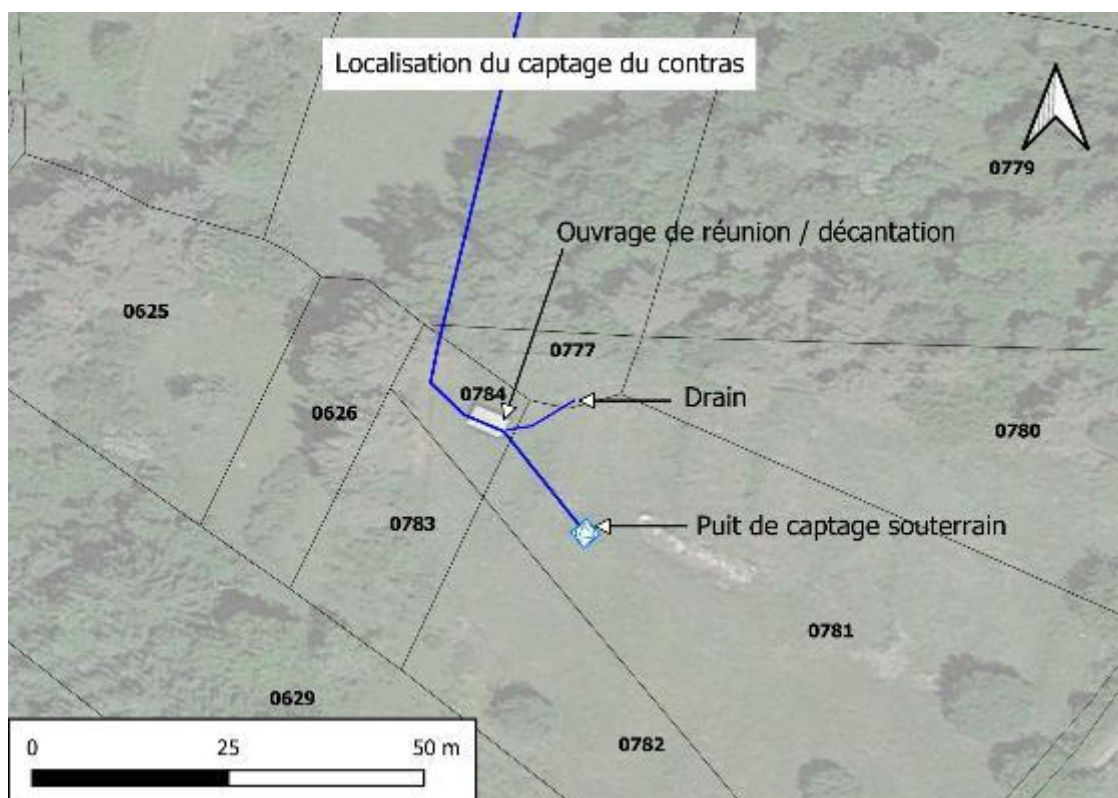 Localisation du captage du contras
0779
Ouvrage de réunion / décantation
0625
0777
0784
Drain
0626
0780
0783
Puit de captage souterrain
0781
0629
0782
0 25 50 m